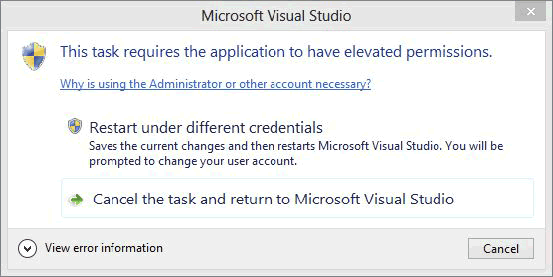 Microsoft Visual Studio
This task requires the application to have elevated permissions.
Why is using the Administrator or other account necessary?
Restart under different credentials
Saves the current changes and then restarts Microsoft Visual Studio. You will be
prompted to change your user account.
Cancel the task and return to Microsoft Visual Studio
View error information
Cancel